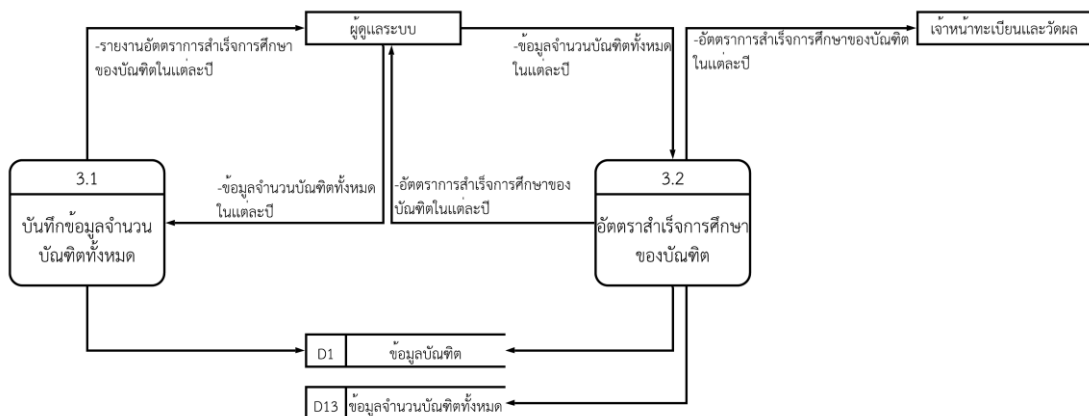 ผู้ดูแลระบบ
เจ้าหน้าทะเบียนและวัดผล
-รายงานอัตตราการสำเร็จการศึกษา
ของบัณฑิตในแต่ละปี
-ข้อมูลจำนวนบัณฑิตทั้งหมด
ในแต่ละปี
-อัตตราการสำเร็จการศึกษาของบัณฑิต
ในแต่ละปี
3.1
บันทึกข้อมูลจำนวน
บัณฑิตทั้งหมด
-ข้อมูลจำนวนบัณฑิตทั้งหมด
ในแต่ละปี
-อัตตราการสำเร็จการศึกษาของ
บัณฑิตในแต่ละปี
3.2
อัตตราสำเร็จการศึกษา
ของบัณฑิต
D1 ข้อมูลบัณฑิต
D13 ข้อมูลจำนวนบัณฑิตทั้งหมด